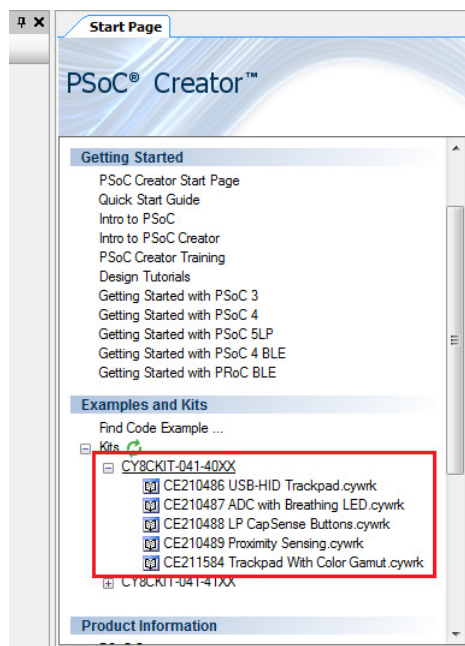 Start Page
PSoC® Creator™
Getting Started
PSoC Creator Start Page
Quick Start Guide
Intro to PSoC
Intro to PSoC Creator
PSoC Creator Training
Design Tutorials
Getting Started with PSoC 3
Getting Started with PSoC 4
Getting Started with PSoC 5LP
Getting Started with PSoC 4 BLE
Getting Started with PRoC BLE
Examples and Kits
Find Code Example ...
Kits
CY8CKIT-041-40XX
CE210486 USB-HID Trackpad.cywrk
CE210487 ADC with Breathing LED.cywrk
CE210488 LP CapSense Buttons.cywrk
CE210489 Proximity Sensing.cywrk
CE211584 Trackpad With Color Gamut.cywrk
CY8CKIT-041-41XX
Product Information